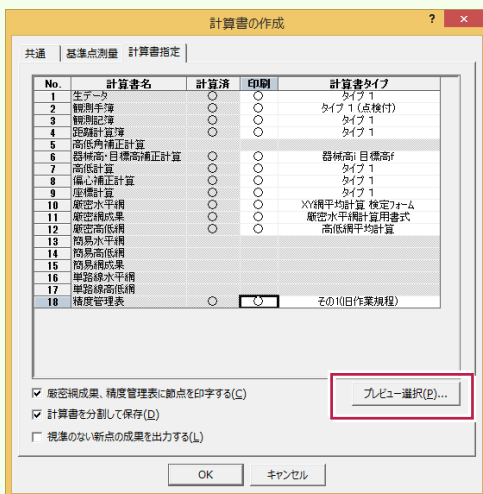 計算書の作成 ? ×
共通 基準点測量 計算書指定
No. 計算書名 計算済 印刷 計算書タイプ
1 生データ ○ ○ タイプ 1
2 観測手簿 ○ ○ タイプ 1 (点検付)
3 観測記簿 ○ ○ タイプ 1
4 距離計算簿 ○ ○ タイプ 1
5 高低角補正計算
6 器械高・目標高補正計算 ○ ○ 器械高i 目標高f
7 高低計算 ○ ○ タイプ 1
8 偏心補正計算 ○ ○ タイプ 1
9 座標計算 ○ ○ タイプ 1
10 厳密水平網 ○ ○ XY網平均計算 検定フォーム
11 厳密網成果 ○ ○ 厳密水平網計算用書式
12 厳密高低網 ○ ○ 高低網平均計算
13 簡易水平網
14 簡易高低網
15 簡易網成果
16 単路線水平網
17 単路線高低網
18 精度管理表 ○ ○ その1(旧作業規程)
厳密網成果、精度管理表に節点を印字する(C)
プレビュー選択(P)...
計算書を分割して保存(D)
視準のない新点の成果を出力する(L)
OK キャンセル